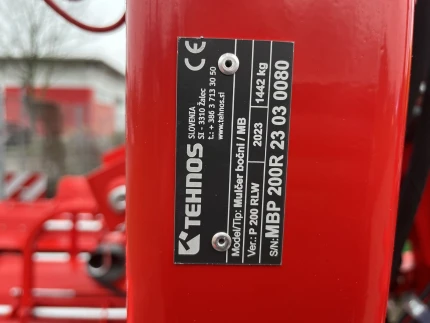 CE
TEHNOS
SLOVENIA
SI - 3310 Žalec
t.: + 386 3 713 30 50
www.tehnos.si
Model/Tip: Mulčer bočni / MB
Ver.: P 200 RLW 2023 1442 kg
S/N: MBP 200R 23 03 0080